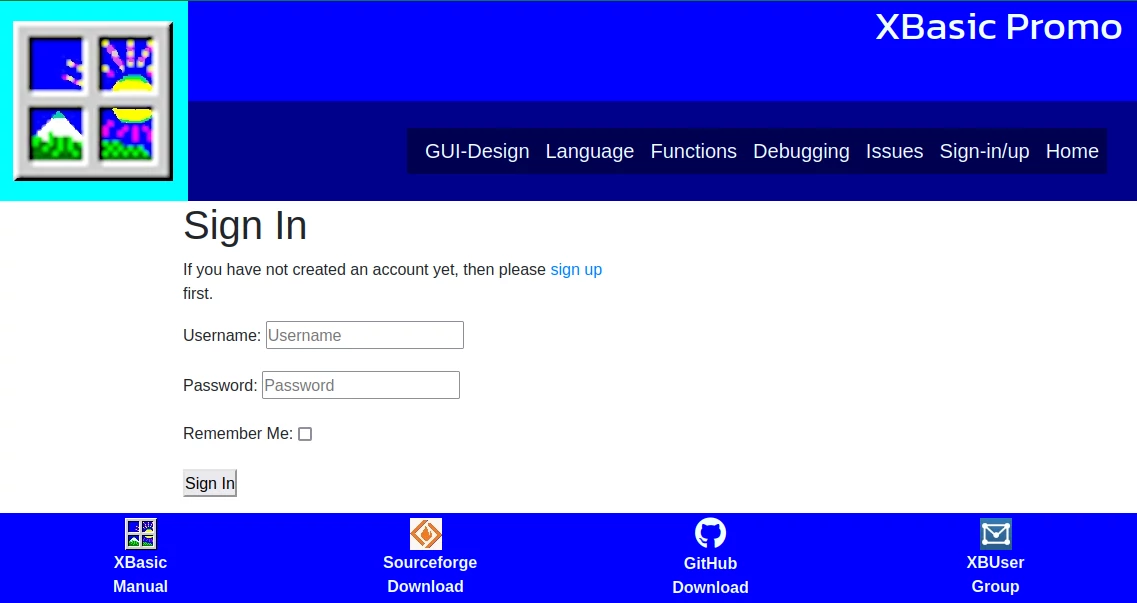 XBasic Promo
GUI-Design Language Functions Debugging Issues Sign-in/up Home
Sign In
If you have not created an account yet, then please sign up
first.
Username: Username
Password: Password
Remember Me:
Sign In
XBasic
Manual
Sourceforge
Download
GitHub
Download
XBUser
Group